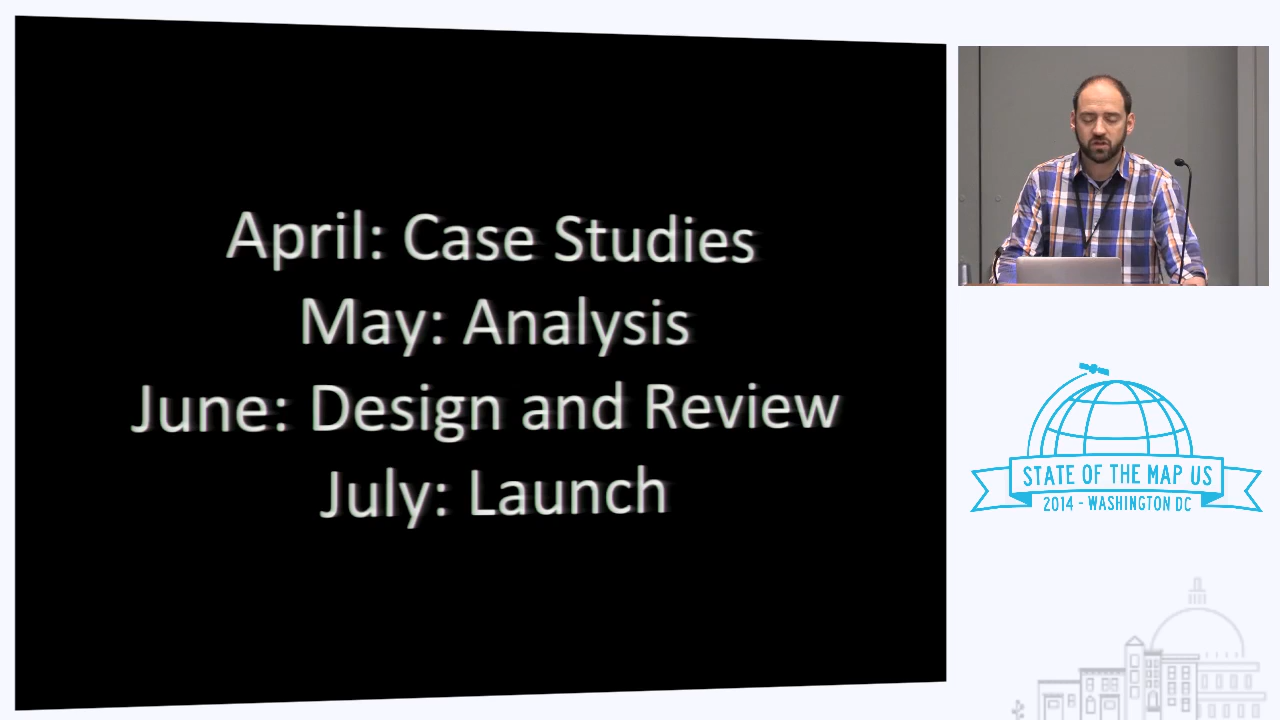 April: Case Studies
May: Analysis
June: Design and Review
July: Launch
STATE OF THE MAP US
2014 - WASHINGTON DC